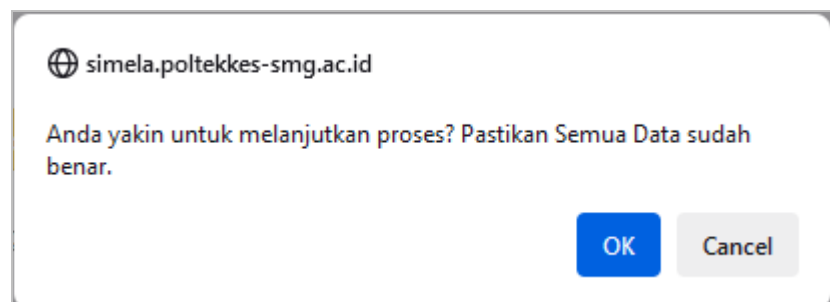 simela.poltekkes-smg.ac.id
Anda yakin untuk melanjutkan proses? Pastikan Semua Data sudah
benar.
OK Cancel